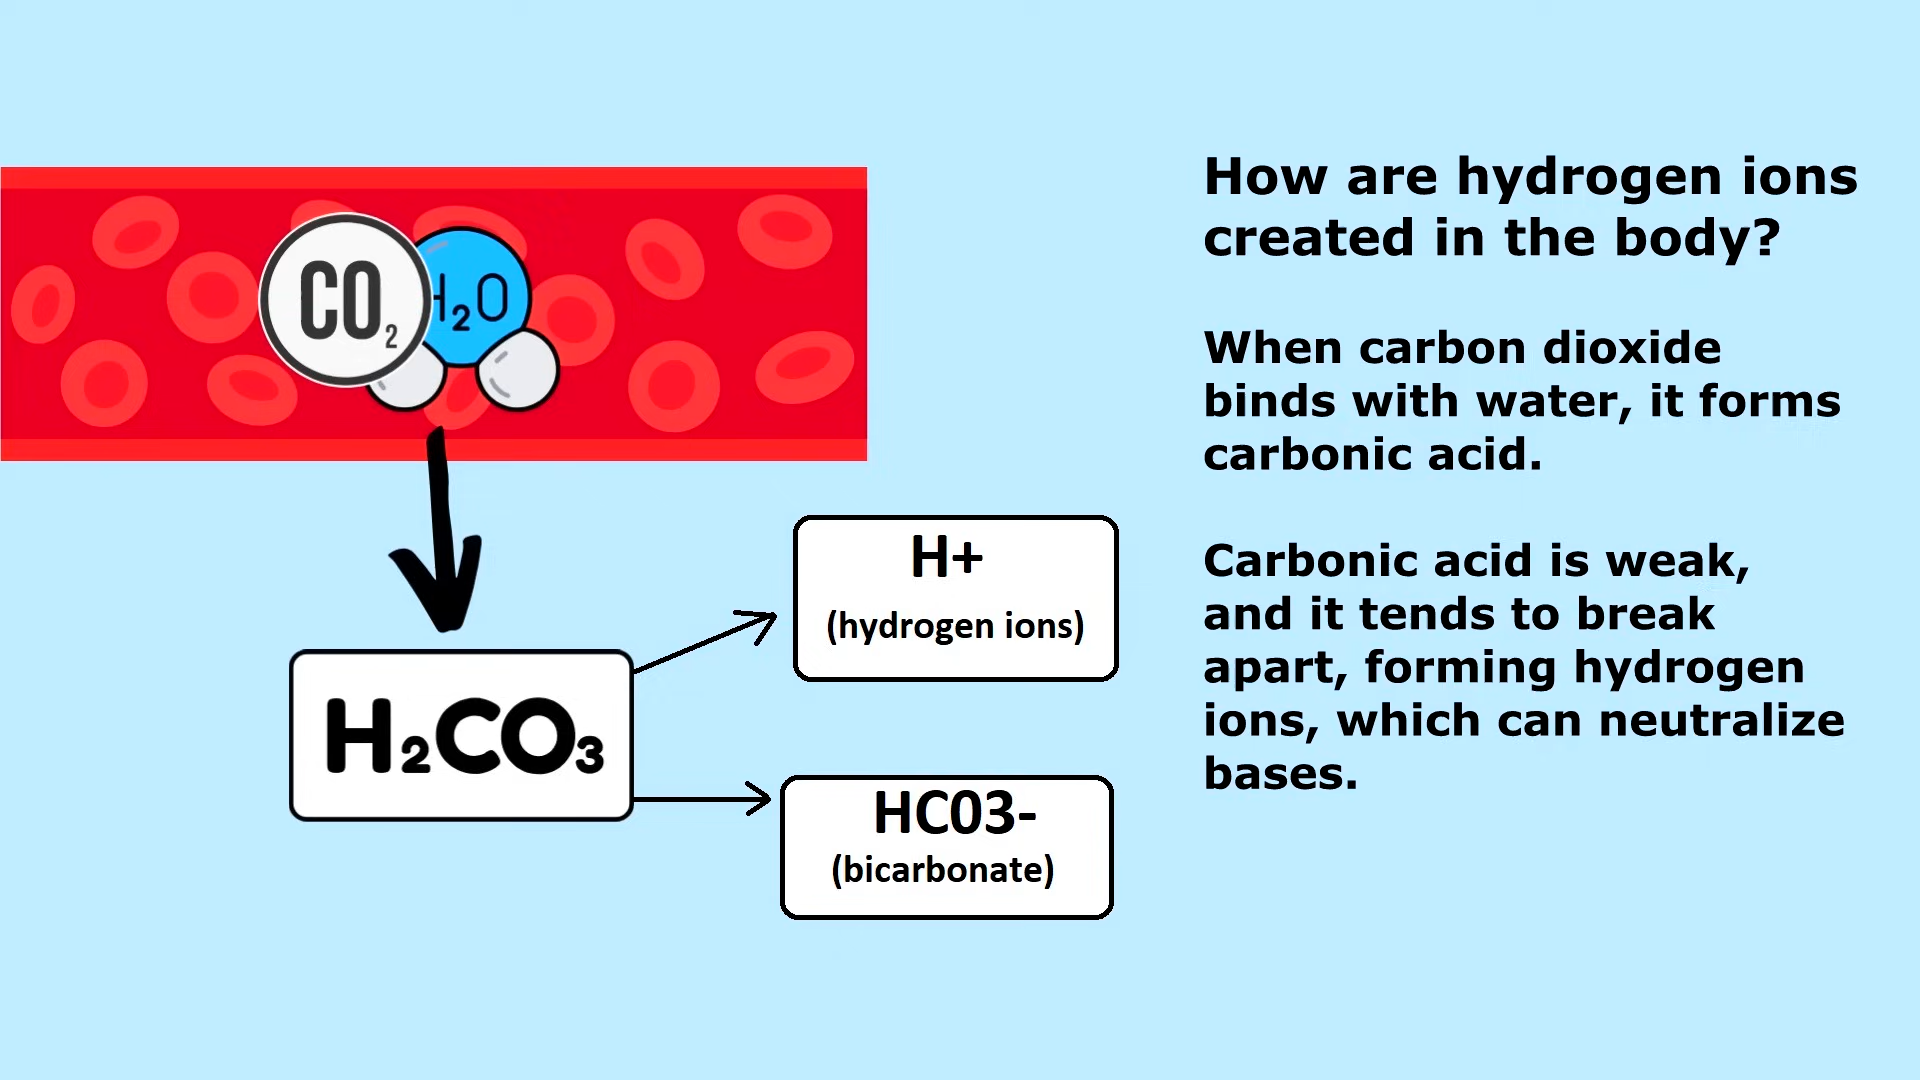 How are hydrogen ions
created in the body?
When carbon dioxide
binds with water, it forms
carbonic acid.
Carbonic acid is weak,
and it tends to break
apart, forming hydrogen
ions, which can neutralize
bases.
CO₂
H₂O
H₂CO₃
H+
(hydrogen ions)
HC03-
(bicarbonate)